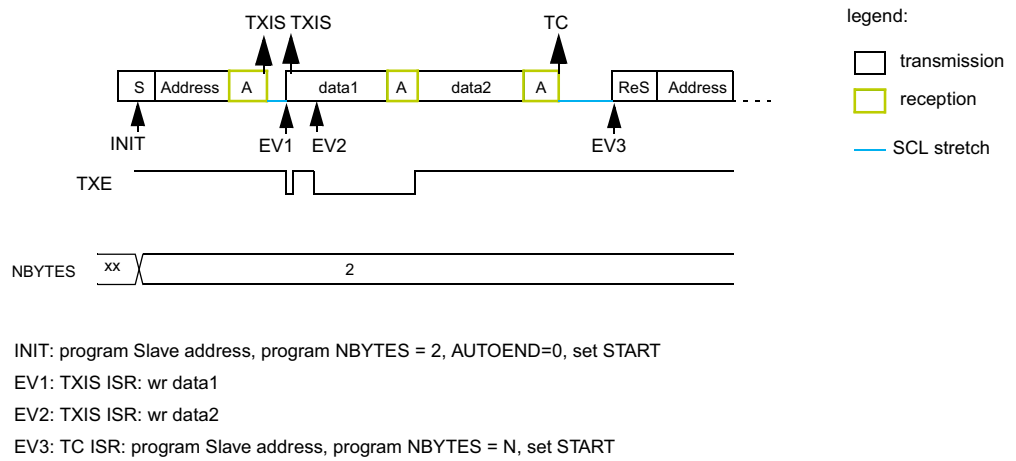 TXIS TXIS TC
legend:
transmission
reception
SCL stretch
S Address A data1 A data2 A ReS Address
INIT EV1 EV2 EV3
TXE
NBYTES xx 2
INIT: program Slave address, program NBYTES = 2, AUTOEND=0, set START
EV1: TXIS ISR: wr data1
EV2: TXIS ISR: wr data2
EV3: TC ISR: program Slave address, program NBYTES = N, set START